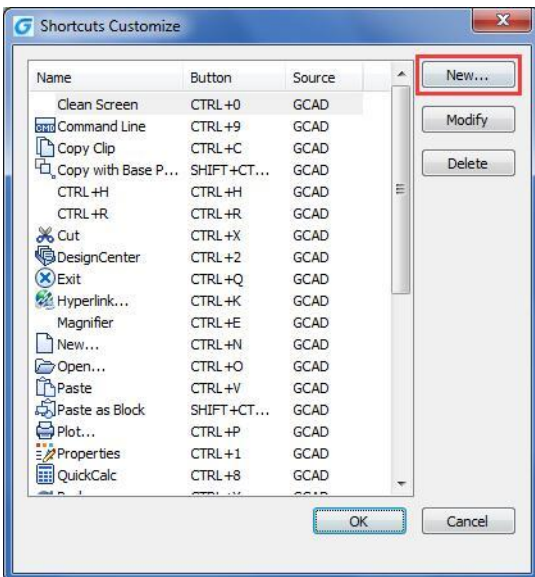 Shortcuts Customize
Name Button Source
Clean Screen CTRL+0 GCAD
Command Line CTRL+9 GCAD
Copy Clip CTRL+C GCAD
Copy with Base P... SHIFT+CT... GCAD
CTRL+H CTRL+H GCAD
CTRL+R CTRL+R GCAD
Cut CTRL+X GCAD
DesignCenter CTRL+2 GCAD
Exit CTRL+Q GCAD
Hyperlink... CTRL+K GCAD
Magnifier CTRL+E GCAD
New... CTRL+N GCAD
Open... CTRL+O GCAD
Paste CTRL+V GCAD
Paste as Block SHIFT+CT... GCAD
Plot... CTRL+P GCAD
Properties CTRL+1 GCAD
QuickCalc CTRL+8 GCAD
New...
Modify
Delete
OK
Cancel